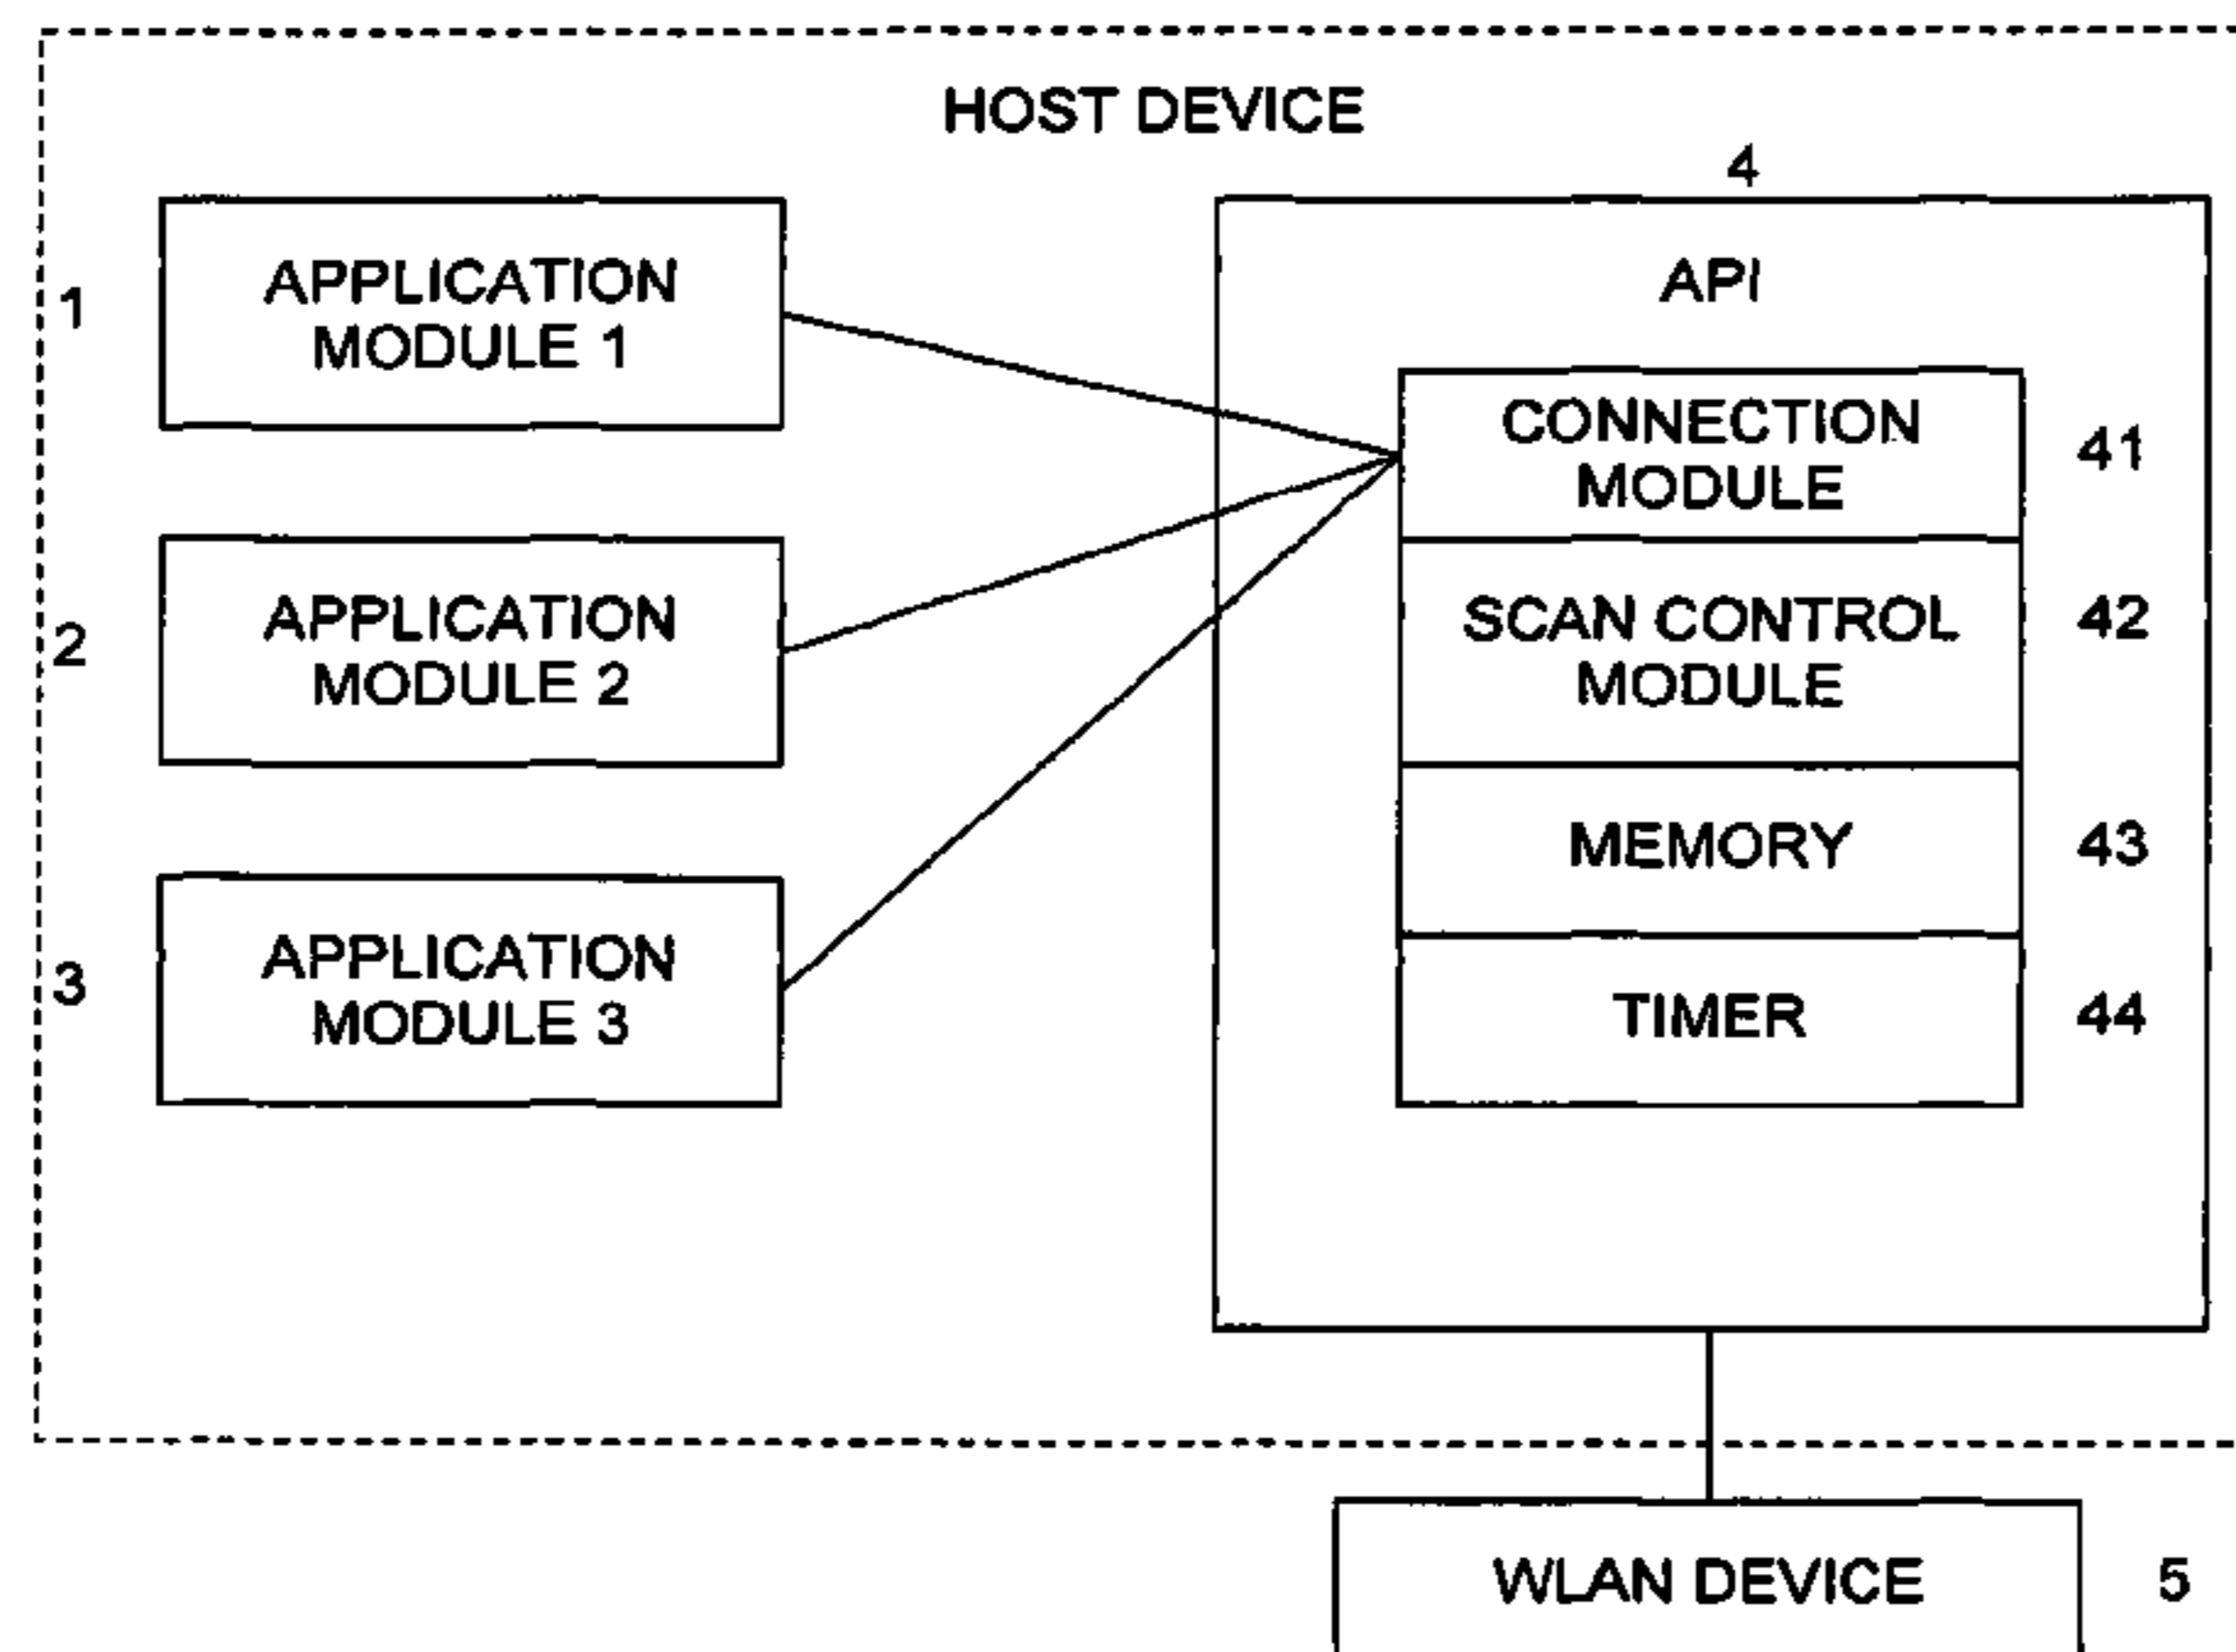 HOST DEVICE
4
API
1
APPLICATION
MODULE 1
2
APPLICATION
MODULE 2
3
APPLICATION
MODULE 3
CONNECTION
MODULE
41
SCAN CONTROL
MODULE
42
MEMORY
43
TIMER
44
WLAN DEVICE
5